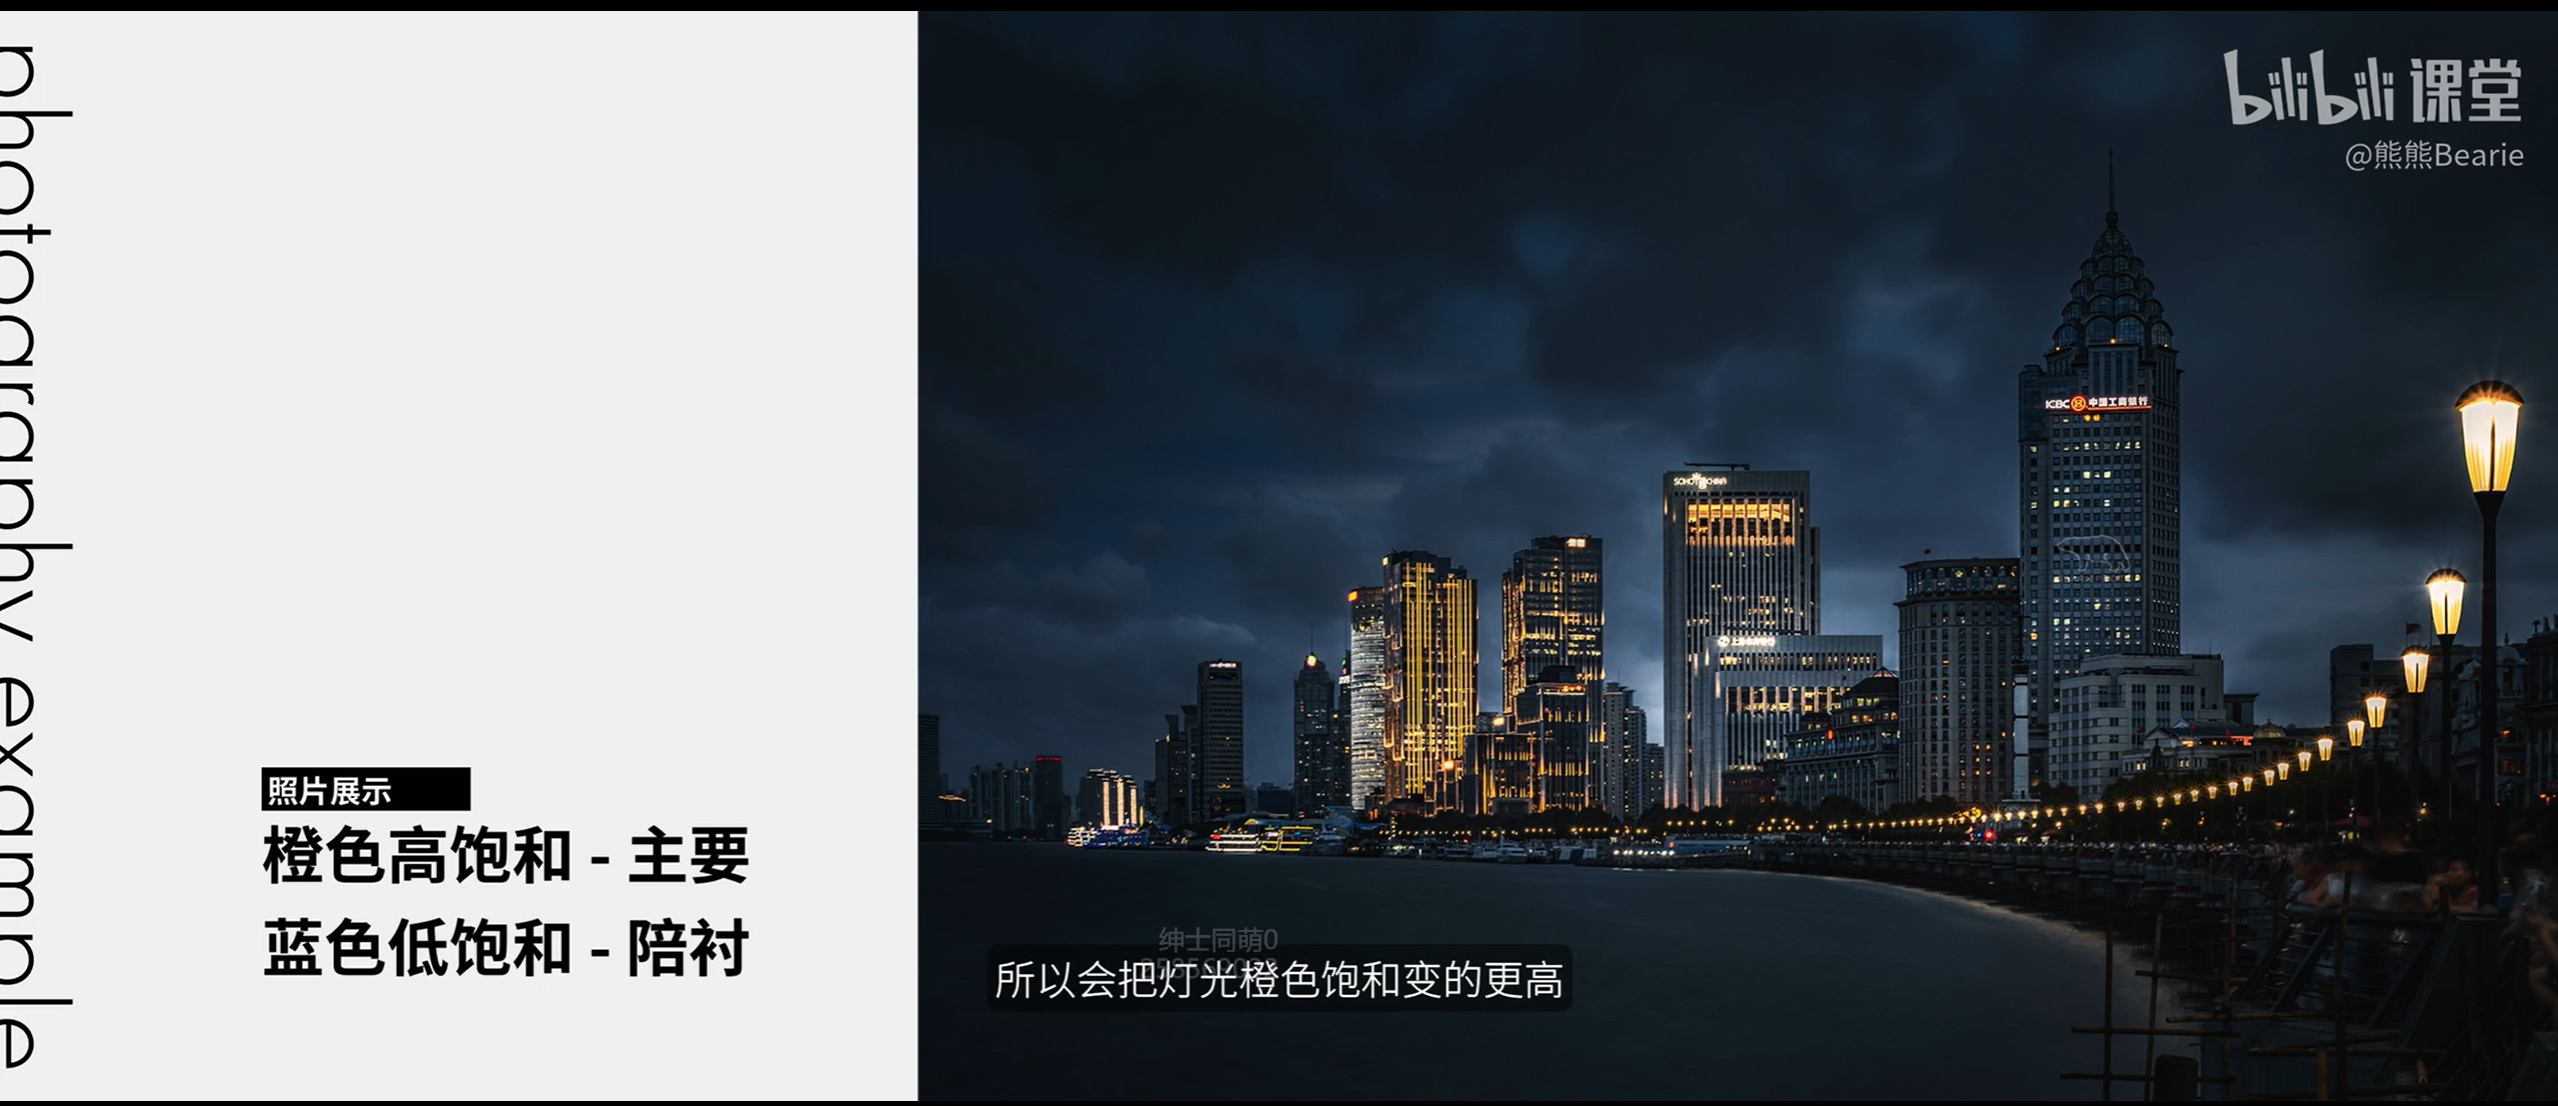 photography example
照片展示
橙色高饱和 - 主要
蓝色低饱和 - 陪衬
bilibili 课堂
@熊熊Bearie
ICBC 中国工商银行
SOHO CHINA
绅士同萌0
所以会把灯光橙色饱和变的更高